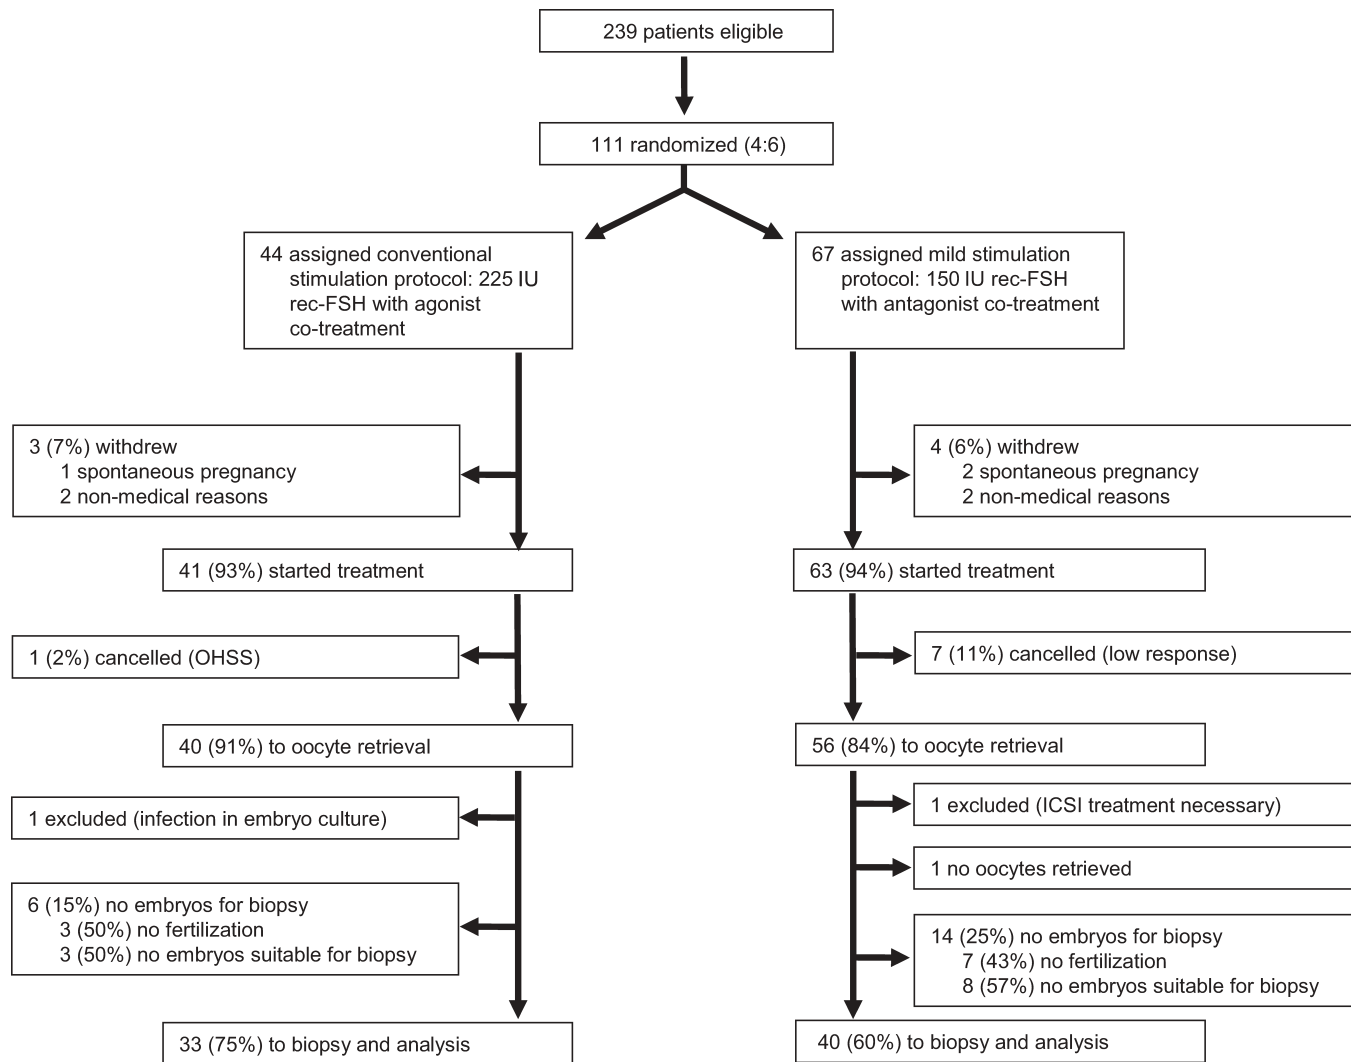 239 patients eligible
111 randomized (4:6)
44 assigned conventional
stimulation protocol: 225 IU
rec-FSH with agonist
co-treatment
67 assigned mild stimulation
protocol: 150 IU rec-FSH
with antagonist co-treatment
3 (7%) withdrew
1 spontaneous pregnancy
2 non-medical reasons
4 (6%) withdrew
2 spontaneous pregnancy
2 non-medical reasons
41 (93%) started treatment
63 (94%) started treatment
1 (2%) cancelled (OHSS)
7 (11%) cancelled (low response)
40 (91%) to oocyte retrieval
56 (84%) to oocyte retrieval
1 excluded (infection in embryo culture)
1 excluded (ICSI treatment necessary)
1 no oocytes retrieved
6 (15%) no embryos for biopsy
3 (50%) no fertilization
3 (50%) no embryos suitable for biopsy
14 (25%) no embryos for biopsy
7 (43%) no fertilization
8 (57%) no embryos suitable for biopsy
33 (75%) to biopsy and analysis
40 (60%) to biopsy and analysis